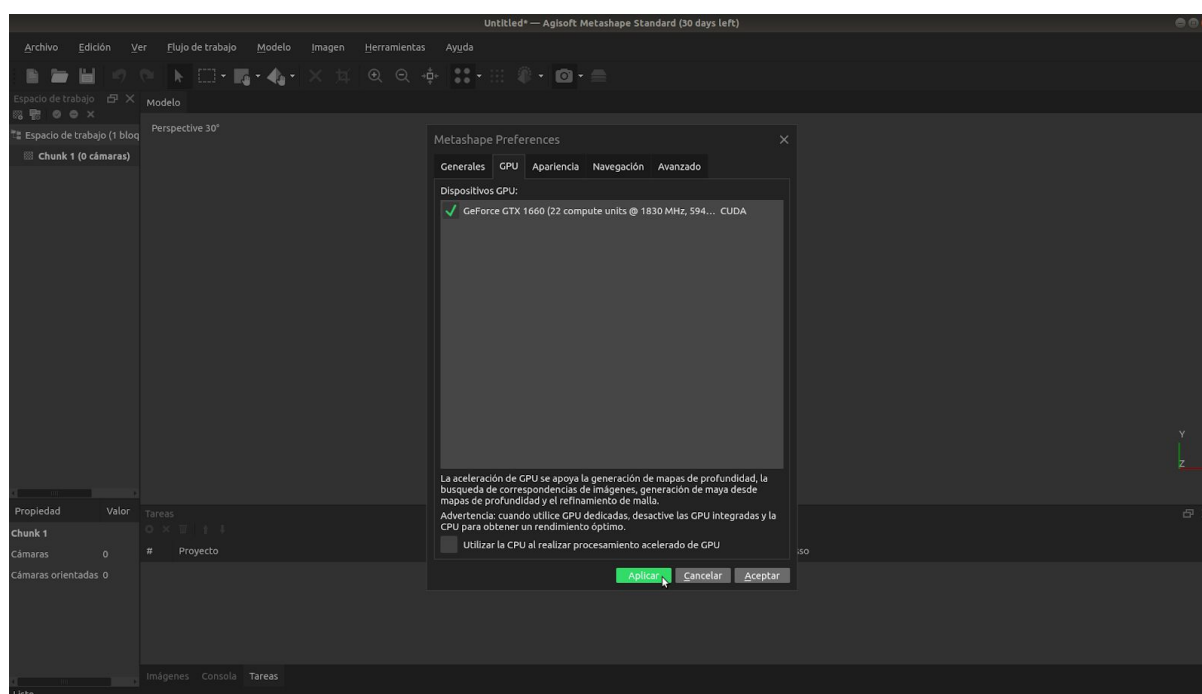 Untitled* — Agisoft Metashape Standard (30 days left)
Archivo Edición Ver Flujo de trabajo Modelo Imagen Herramientas Ayuda
Espacio de trabajo
Modelo
Espacio de trabajo (1 bloq
Perspective 30°
Chunk 1 (0 cámaras)
Metashape Preferences
Generales GPU Apariencia Navegación Avanzado
Dispositivos GPU:
GeForce GTX 1660 (22 compute units @ 1830 MHz, 594... CUDA
Y
Z
La aceleración de GPU se apoya la generación de mapas de profundidad, la
busqueda de correspondencias de imágenes, generación de maya desde
mapas de profundidad y el refinamiento de malla.
Advertencia: cuando utilice GPU dedicadas, desactive las GPU integradas y la
CPU para obtener un rendimiento óptimo.
Utilizar la CPU al realizar procesamiento acelerado de GPU
Aplicar Cancelar Aceptar
Propiedad Valor
Chunk 1
Cámaras 0
Cámaras orientadas 0
Tareas
# Proyecto
so
Imágenes Consola Tareas